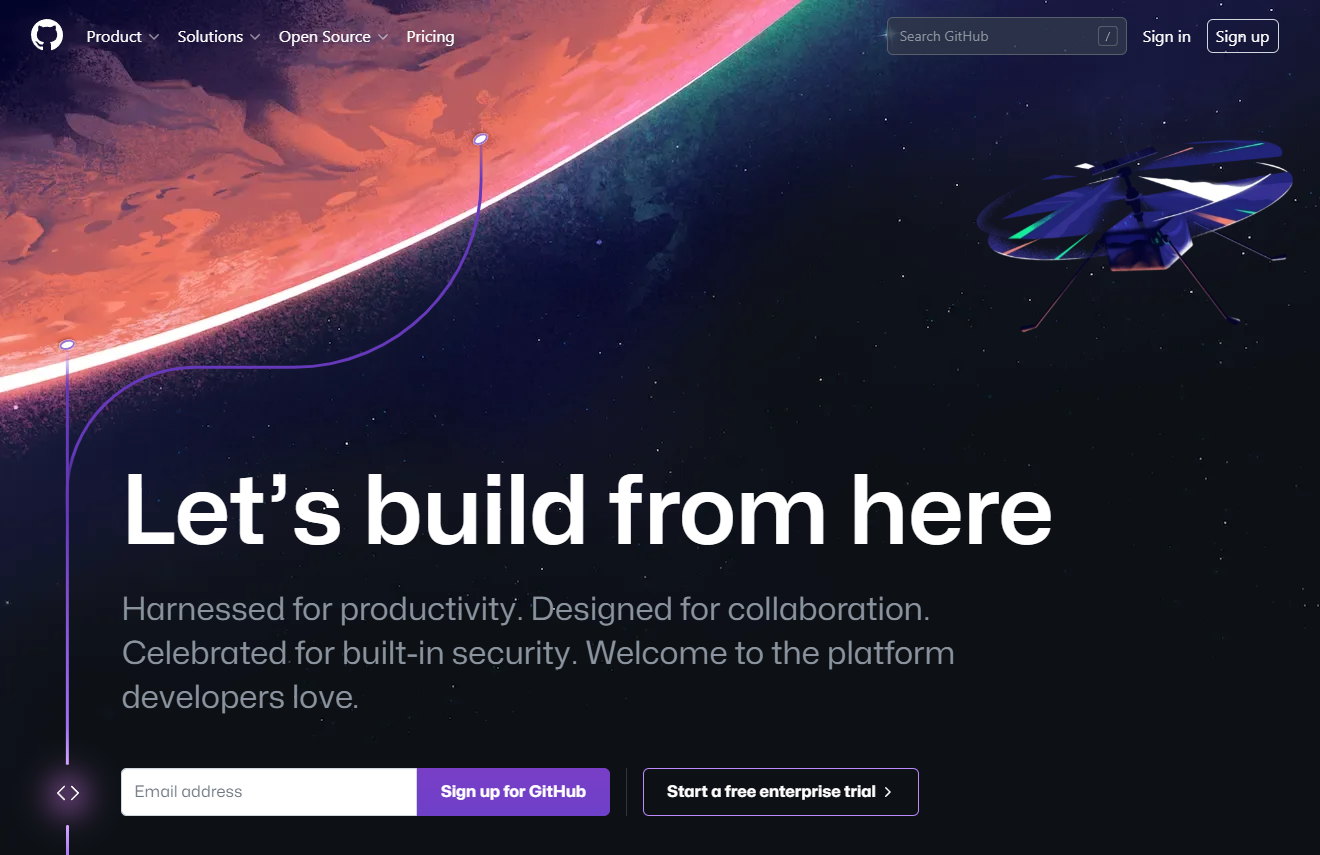 Product Solutions Open Source Pricing Search GitHub / Sign in Sign up
Let’s build from here
Harnessed for productivity. Designed for collaboration.
Celebrated for built-in security. Welcome to the platform
developers love.
Email address Sign up for GitHub Start a free enterprise trial